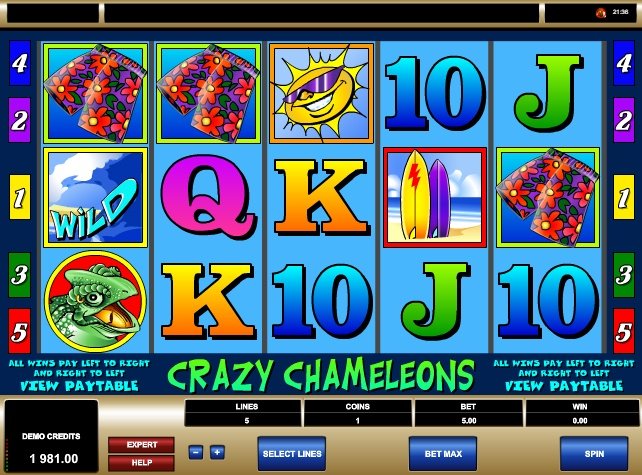 21:36
4
4
10
J
2
2
WILD
Q
K
1
1
3
3
K
10
J
10
5
5
ALL WINS PAY LEFT TO RIGHT
AND RIGHT TO LEFT
VIEW PAYTABLE
CRAZY CHAMELEONS
ALL WINS PAY LEFT TO RIGHT
AND RIGHT TO LEFT
VIEW PAYTABLE
LINES
COINS
BET
WIN
5
1
5.00
0.00
DEMO CREDITS
1 981.00
EXPERT
HELP
-
+
SELECT LINES
BET MAX
SPIN